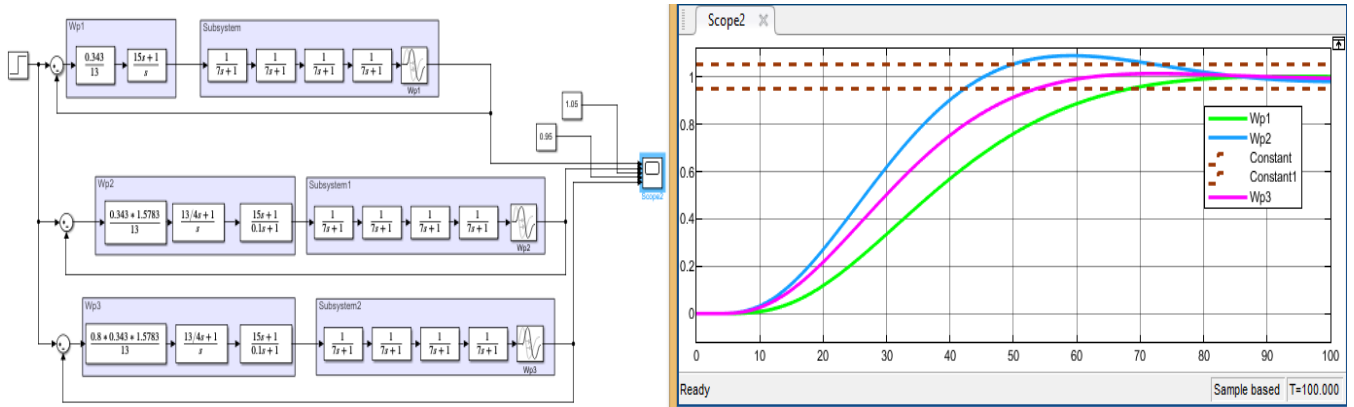 Wp1
Subsystem
0.343
13
15s + 1
s
1
7s + 1
1
7s + 1
1
7s + 1
1
7s + 1
Wp1
1.05
0.95
Scope2
Wp2
Subsystem1
0.343 * 1.5783
13
13/4s + 1
s
15s + 1
0.1s + 1
1
7s + 1
1
7s + 1
1
7s + 1
1
7s + 1
Wp2
Wp3
Subsystem2
0.8 * 0.343 * 1.5783
13
13/4s + 1
s
15s + 1
0.1s + 1
1
7s + 1
1
7s + 1
1
7s + 1
1
7s + 1
Wp3
Scope2
1
0.8
0.6
0.4
0.2
0
0 10 20 30 40 50 60 70 80 90 100
Wp1
Wp2
Constant
Constant1
Wp3
Ready Sample based T=100.000